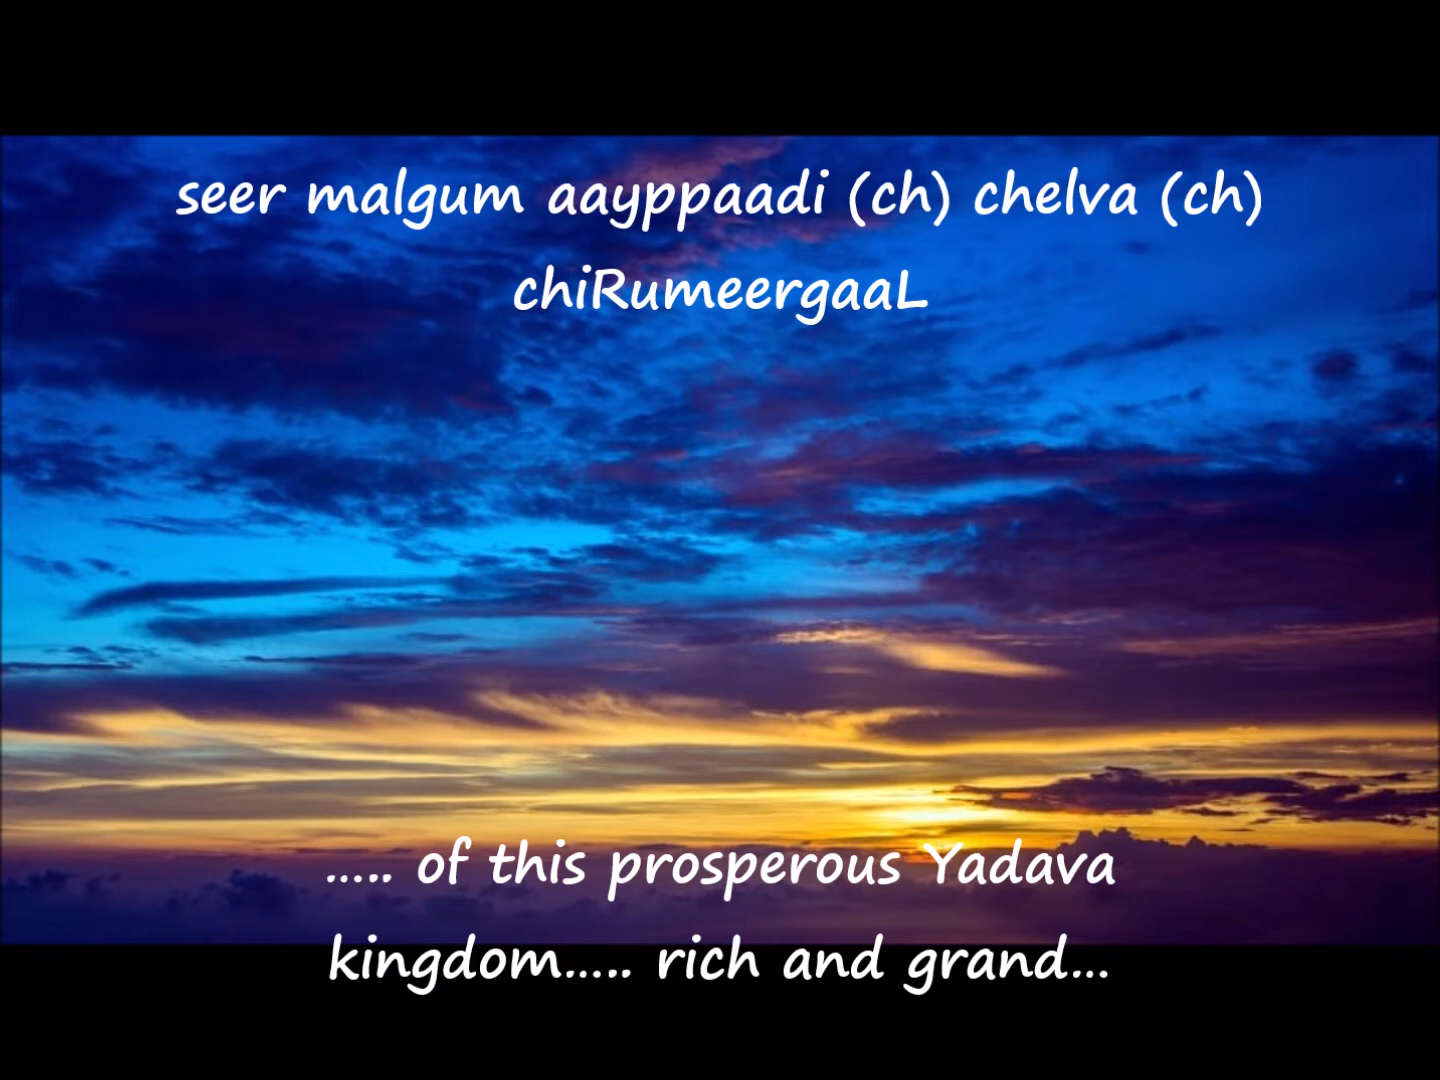 seer malgum aayppaadi (ch) chelva (ch)
chiRumeergaaL
..... of this prosperous Yadava
kingdom..... rich and grand...